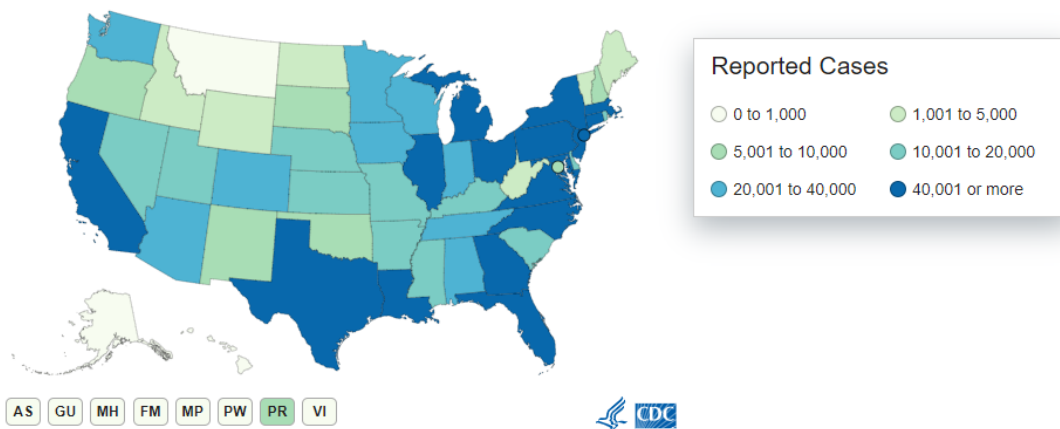 Reported Cases
0 to 1,000
1,001 to 5,000
5,001 to 10,000
10,001 to 20,000
20,001 to 40,000
40,001 or more
AS GU MH FM MP PW PR VI
CDC